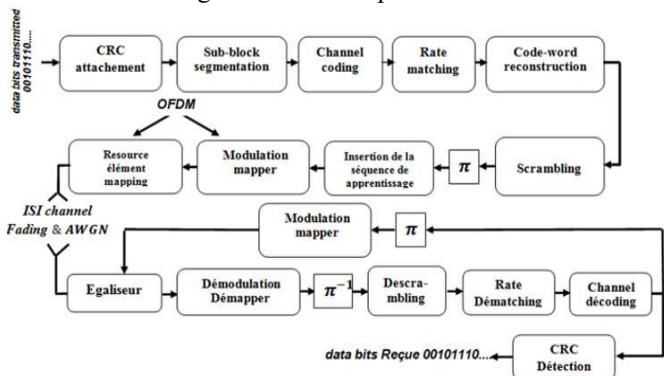 data bits transmitted
00101110.....
CRC
attachement
Sub-block
segmentation
Channel
coding
Rate
matching
Code-word
reconstruction
OFDM
Resource
élément
mapping
Modulation
mapper
Insertion de la
séquence de
apprentissage
π
Scrambling
ISI channel
Fading & AWGN
Modulation
mapper
π
Egaliseur
Démodulation
Démapper
π⁻¹
Descra-
mbling
Rate
Dématching
Channel
décoding
data bits Reçue 00101110....
CRC
Détection